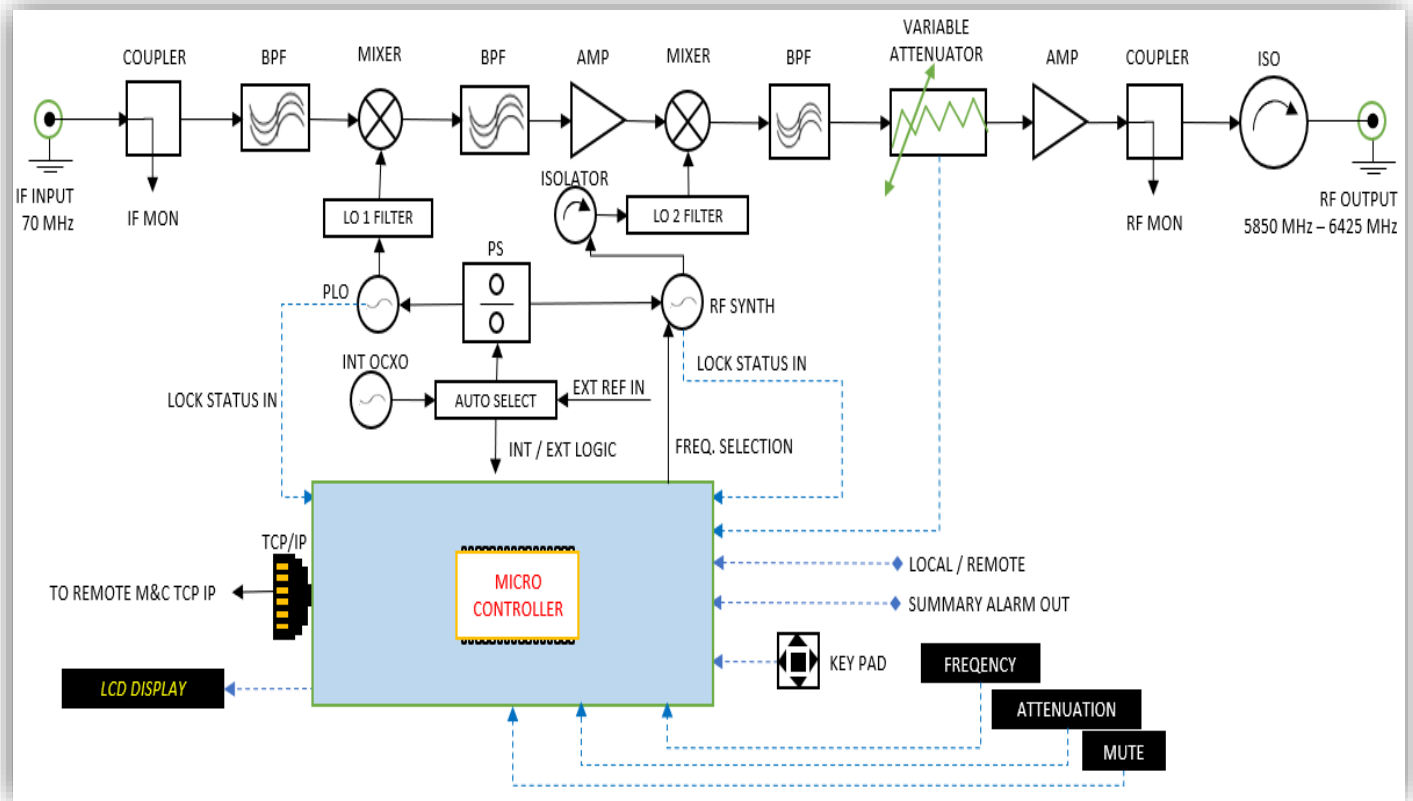 COUPLER
BPF
MIXER
BPF
AMP
MIXER
BPF
VARIABLE
ATTENUATOR
AMP
COUPLER
ISO
IF INPUT
70 MHz
IF MON
LO 1 FILTER
ISOLATOR
LO 2 FILTER
RF MON
RF OUTPUT
5850 MHz – 6425 MHz
PS
PLO
RF SYNTH
INT OCXO
LOCK STATUS IN
LOCK STATUS IN
AUTO SELECT
EXT REF IN
INT / EXT LOGIC
FREQ. SELECTION
TCP/IP
TO REMOTE M&C TCP IP
MICRO
CONTROLLER
LOCAL / REMOTE
SUMMARY ALARM OUT
KEY PAD
LCD DISPLAY
FREQENCY
ATTENUATION
MUTE